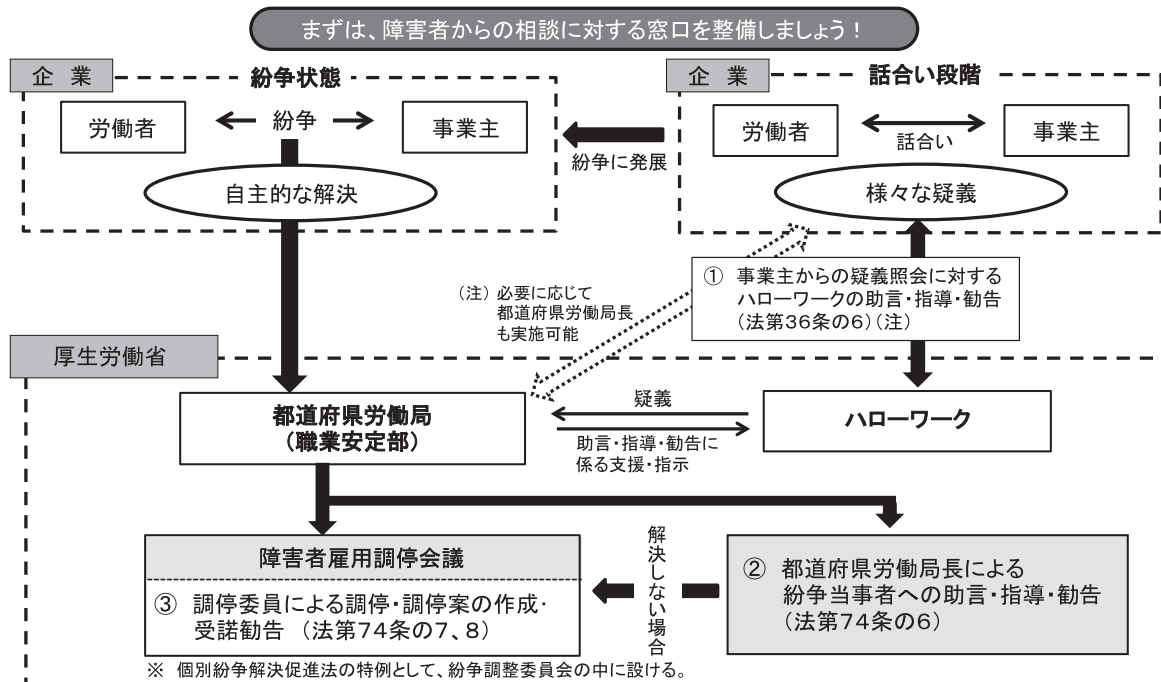 まずは、障害者からの相談に対する窓口を整備しましょう！
企 業
紛争状態
労働者
紛争
事業主
自主的な解決
紛争に発展
企 業
話合い段階
労働者
話合い
事業主
様々な疑義
① 事業主からの疑義照会に対する
ハローワークの助言・指導・勧告
（法第36条の6）（注）
（注） 必要に応じて
都道府県労働局長
も実施可能
厚生労働省
都道府県労働局
（職業安定部）
疑義
助言・指導・勧告に
係る支援・指示
ハローワーク
障害者雇用調停会議
③ 調停委員による調停・調停案の作成・
受諾勧告 （法第74条の7、8）
解決しない場合
② 都道府県労働局長による
紛争当事者への助言・指導・勧告
（法第74条の6）
※ 個別紛争解決促進法の特例として、紛争調整委員会の中に設ける。